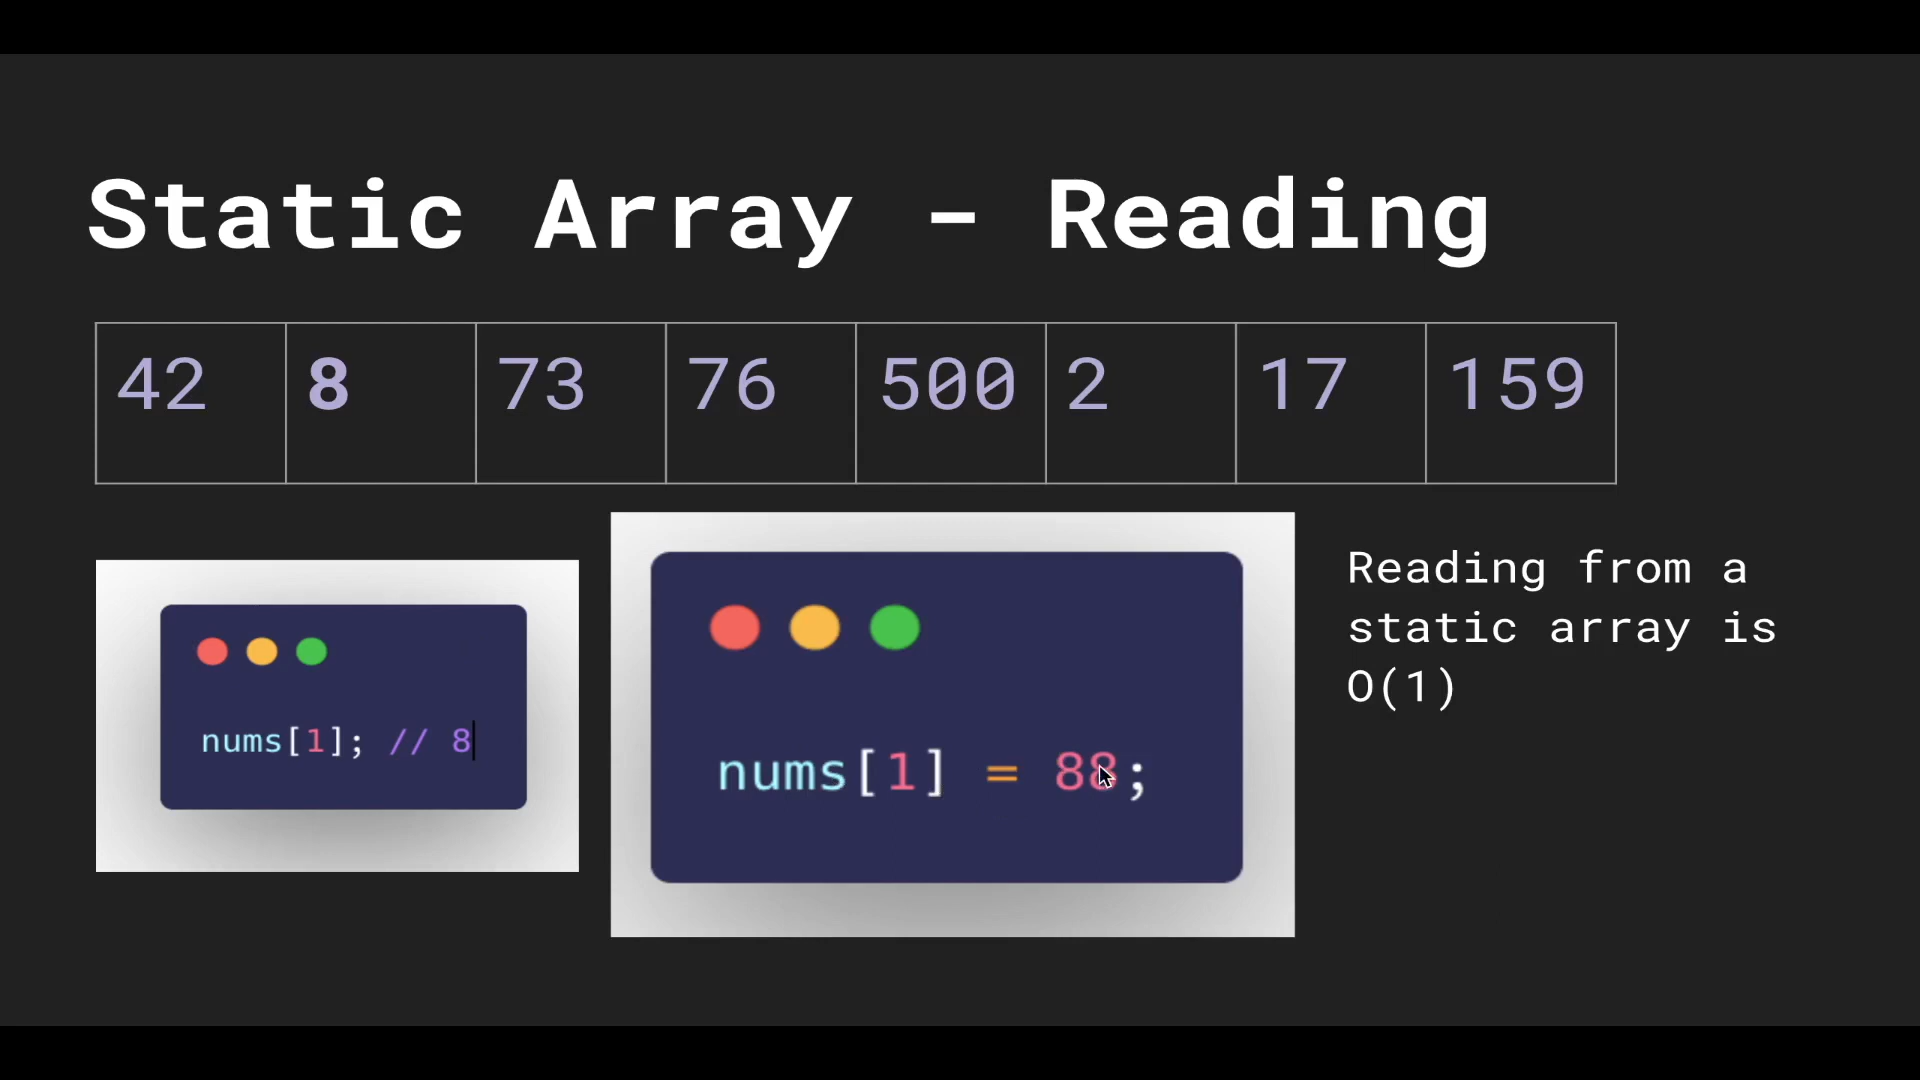 Static Array - Reading
42 8 73 76 500 2 17 159
nums[1]; // 8
nums[1] = 88;
Reading from a
static array is
O(1)